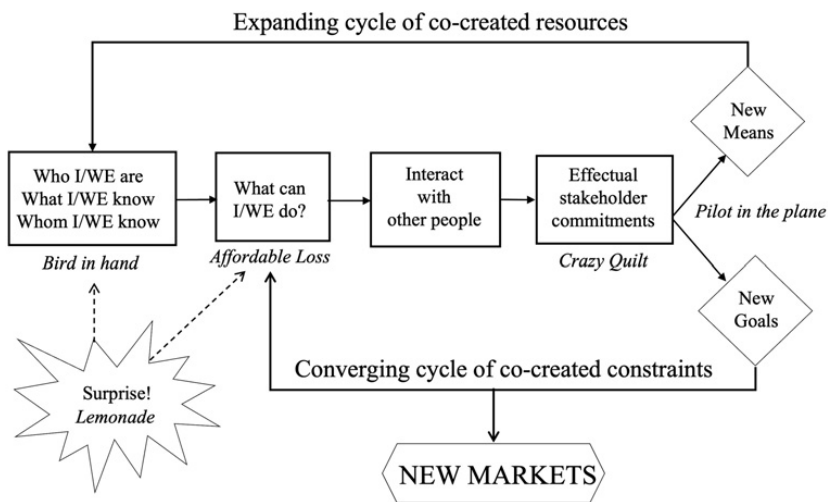 Expanding cycle of co-created resources
New
Means
Who I/WE are
What I/WE know
Whom I/WE know
What can
I/WE do?
Interact
with
other people
Effectual
stakeholder
commitments
Pilot in the plane
Bird in hand
Affordable Loss
Crazy Quilt
New
Goals
Surprise!
Lemonade
Converging cycle of co-created constraints
NEW MARKETS